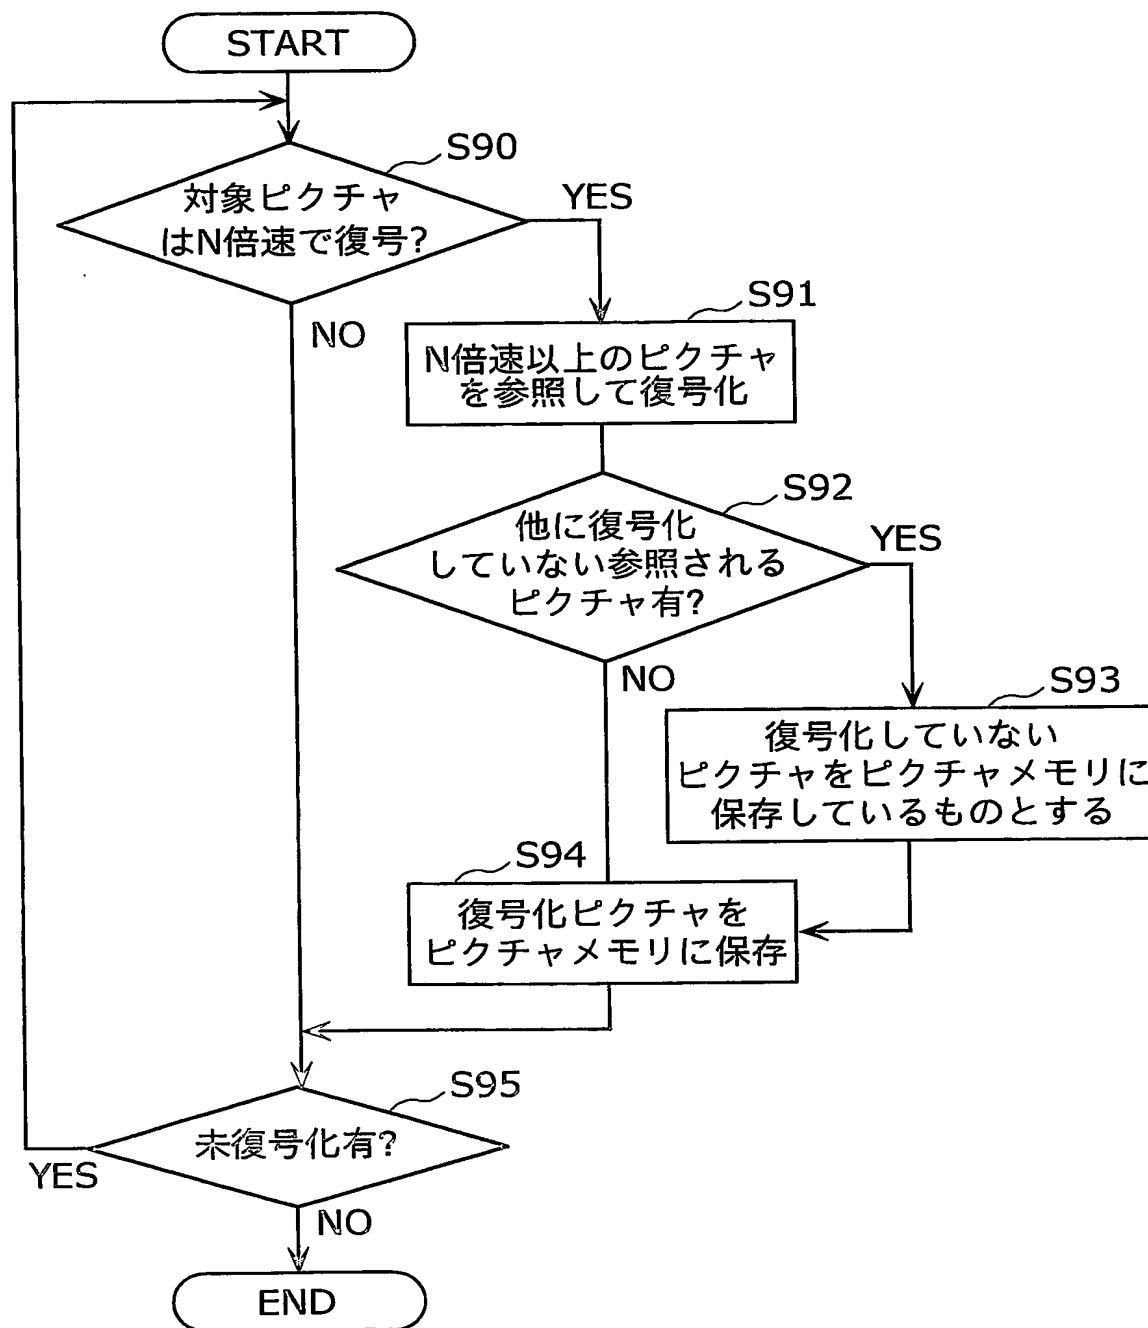 START
S90
対象ピクチャ
はN倍速で復号?
YES
NO
S91
N倍速以上のピクチャ
を参照して復号化
S92
他に復号化
していない参照される
ピクチャ有?
YES
NO
S93
復号化していない
ピクチャをピクチャメモリに
保存しているものとする
S94
復号化ピクチャを
ピクチャメモリに保存
S95
未復号化有?
YES
NO
END